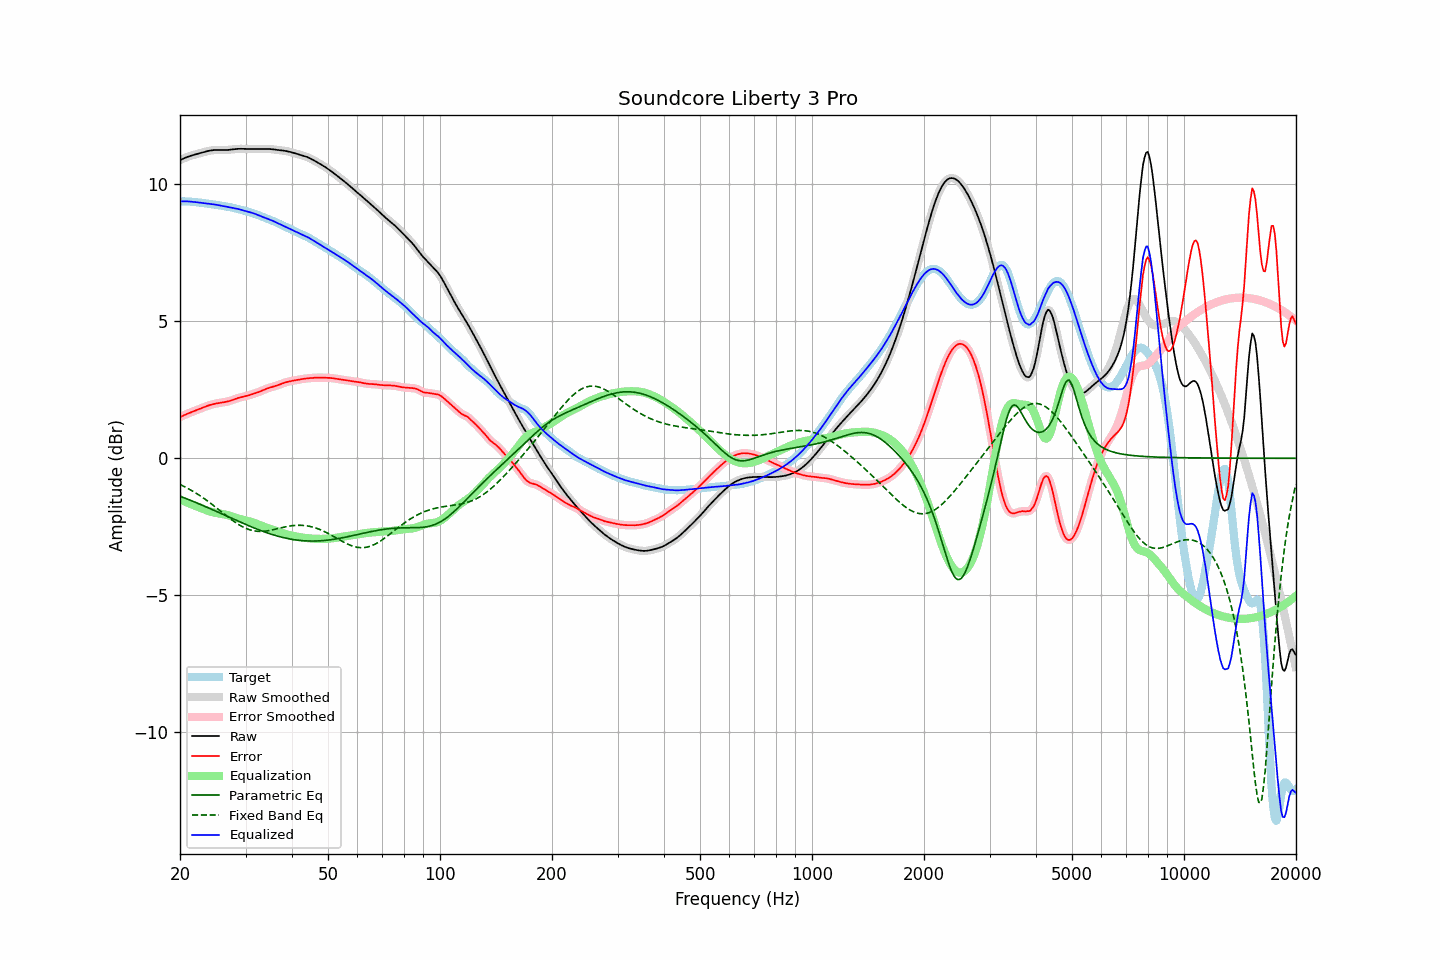 Soundcore Liberty 3 Pro
Amplitude (dBr)
10
5
0
−5
−10
Target
Raw Smoothed
Error Smoothed
Raw
Error
Equalization
Parametric Eq
Fixed Band Eq
Equalized
20 50 100 200 500 1000 2000 5000 10000 20000
Frequency (Hz)